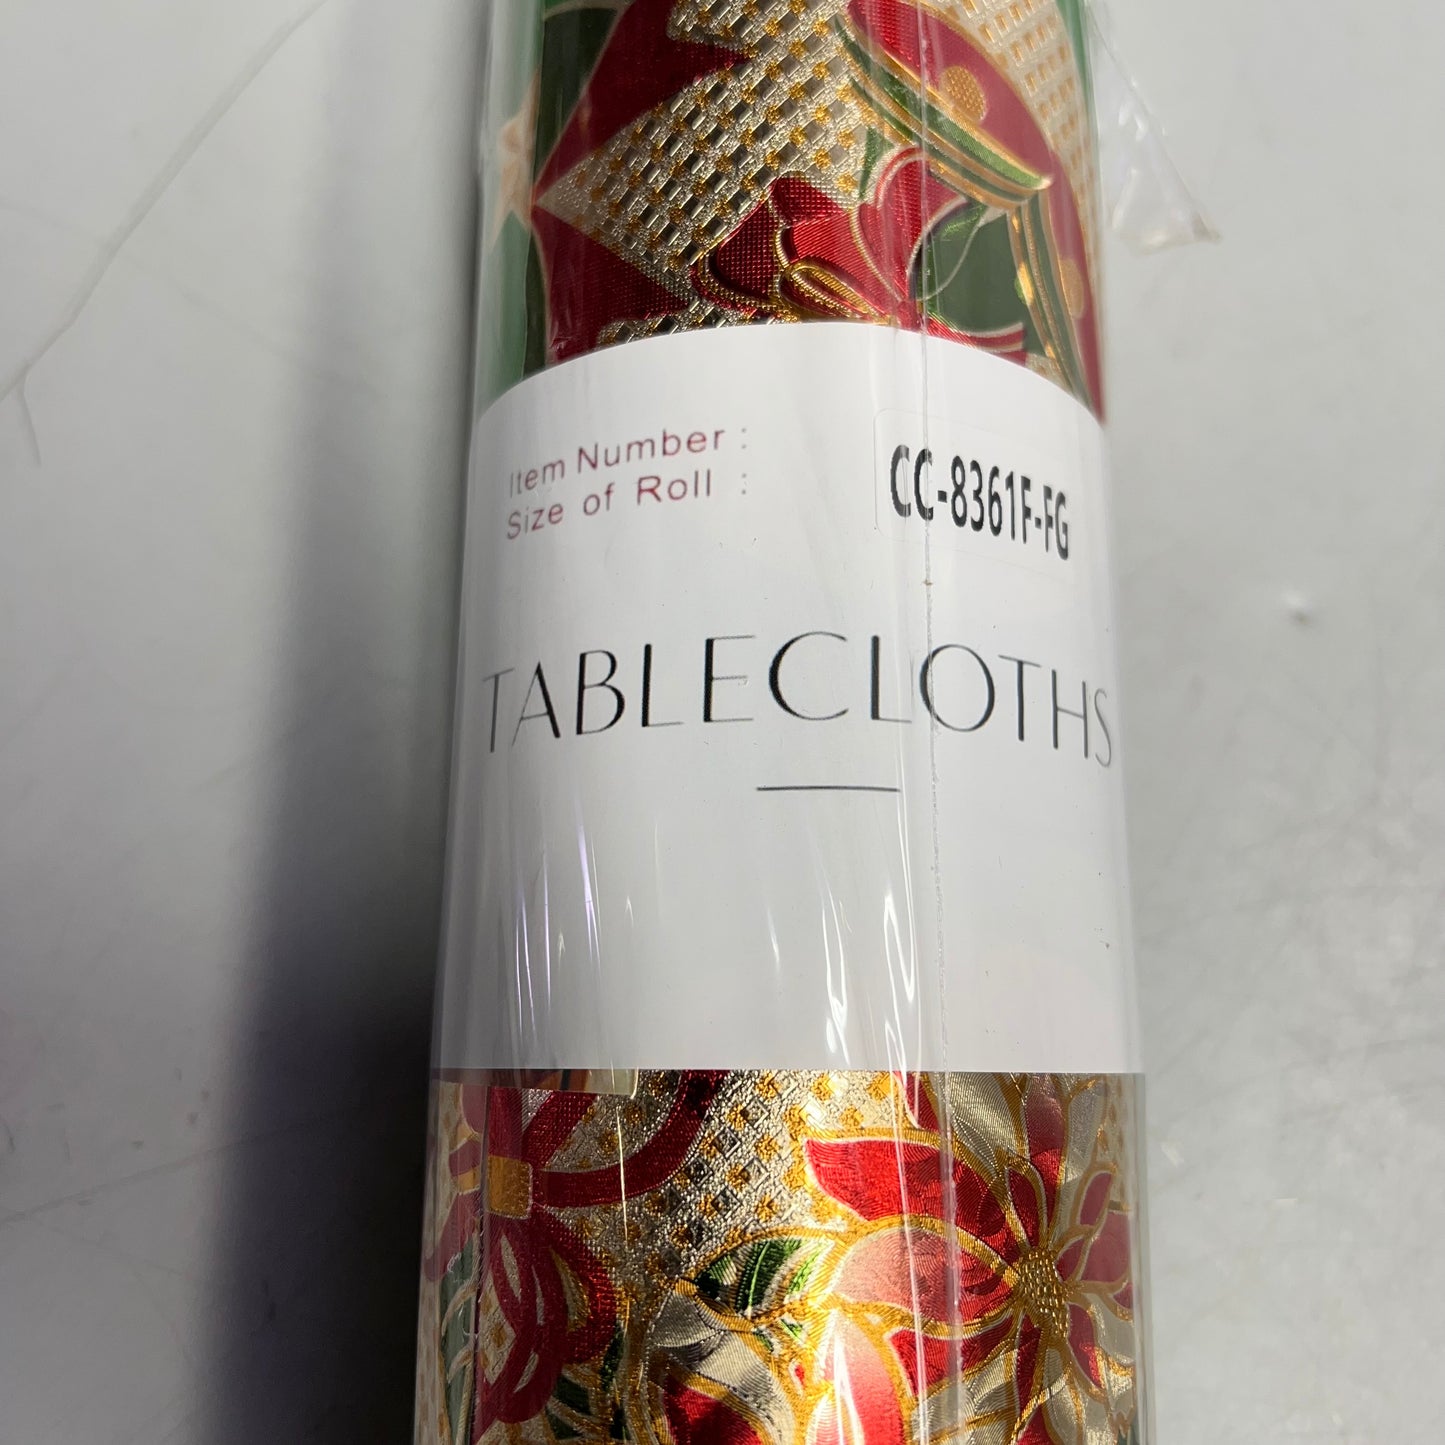 Item Number : CC-8361F-FG
Size of Roll :
TABLECLOTHS